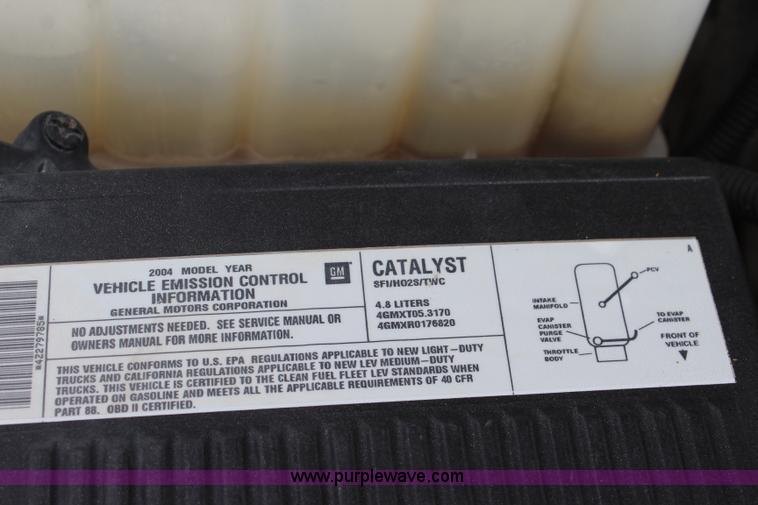 *42279785*
2004 MODEL YEAR
VEHICLE EMISSION CONTROL
INFORMATION
GENERAL MOTORS CORPORATION
GM
NO ADJUSTMENTS NEEDED. SEE SERVICE MANUAL OR
OWNERS MANUAL FOR MORE INFORMATION.
THIS VEHICLE CONFORMS TO U.S. EPA REGULATIONS APPLICABLE TO NEW LIGHT-DUTY
TRUCKS AND CALIFORNIA REGULATIONS APPLICABLE TO NEW LEV MEDIUM-DUTY
TRUCKS. THIS VEHICLE IS CERTIFIED TO THE CLEAN FUEL FLEET LEV STANDARDS WHEN
OPERATED ON GASOLINE AND MEETS ALL THE APPLICABLE REQUIREMENTS OF 40 CFR
PART 88. OBD II CERTIFIED.
CATALYST
SFI/HO2S/TWC
4.8 LITERS
4GMXT05.3170
4GMXR0176820
A
PCV
INTAKE
MANIFOLD
EVAP
CANISTER
PURGE
VALVE
THROTTLE
BODY
TO EVAP
CANISTER
FRONT OF
VEHICLE
www.purplewave.com